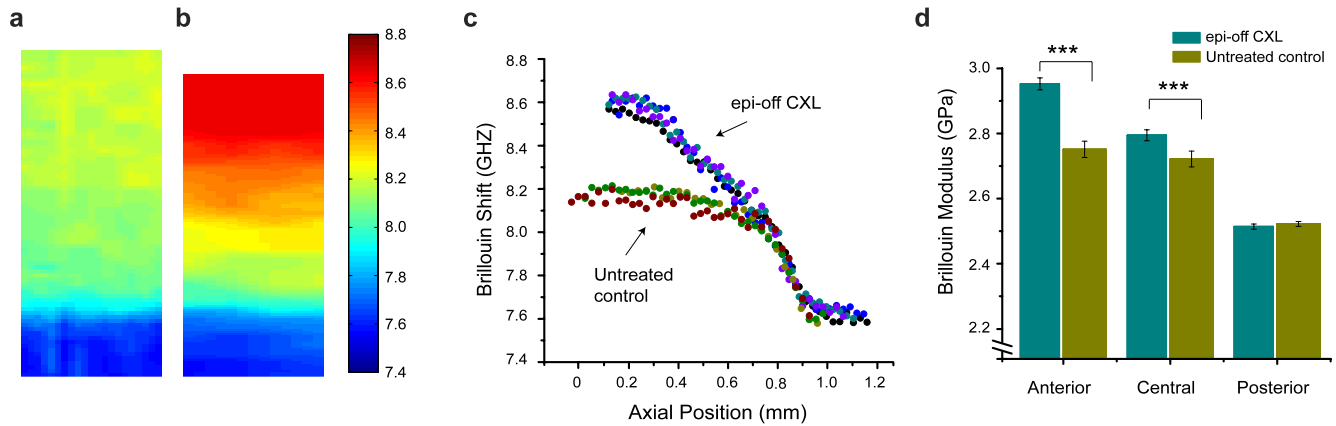 a
b
8.8
8.6
8.4
8.2
8.0
7.8
7.6
7.4
c
Brillouin Shift (GHZ)
8.8
8.6
8.4
8.2
8.0
7.8
7.6
7.4
epi-off CXL
Untreated
control
0 0.2 0.4 0.6 0.8 1.0 1.2
Axial Position (mm)
d
epi-off CXL
Untreated control
Brillouin Modulus (GPa)
3.0
2.8
2.6
2.4
2.2
***
***
Anterior Central Posterior